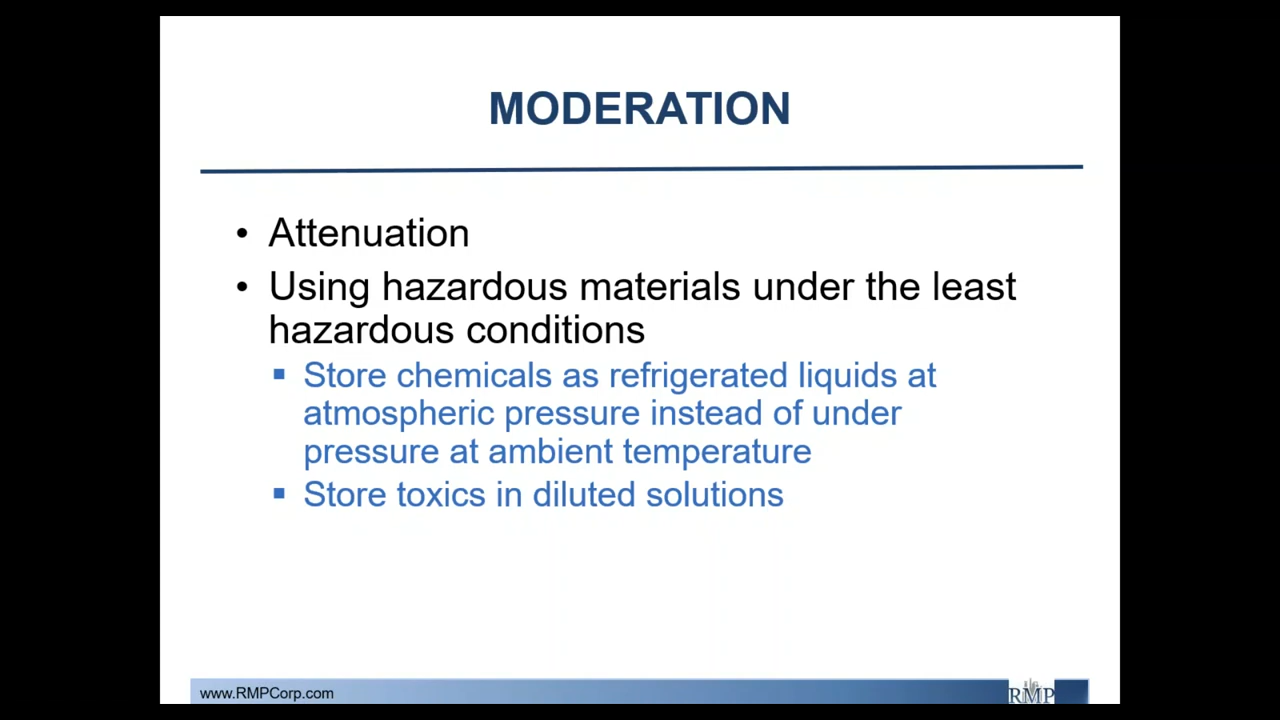 MODERATION
• Attenuation
• Using hazardous materials under the least
hazardous conditions
▪ Store chemicals as refrigerated liquids at
atmospheric pressure instead of under
pressure at ambient temperature
▪ Store toxics in diluted solutions
www.RMPCorp.com
RMP